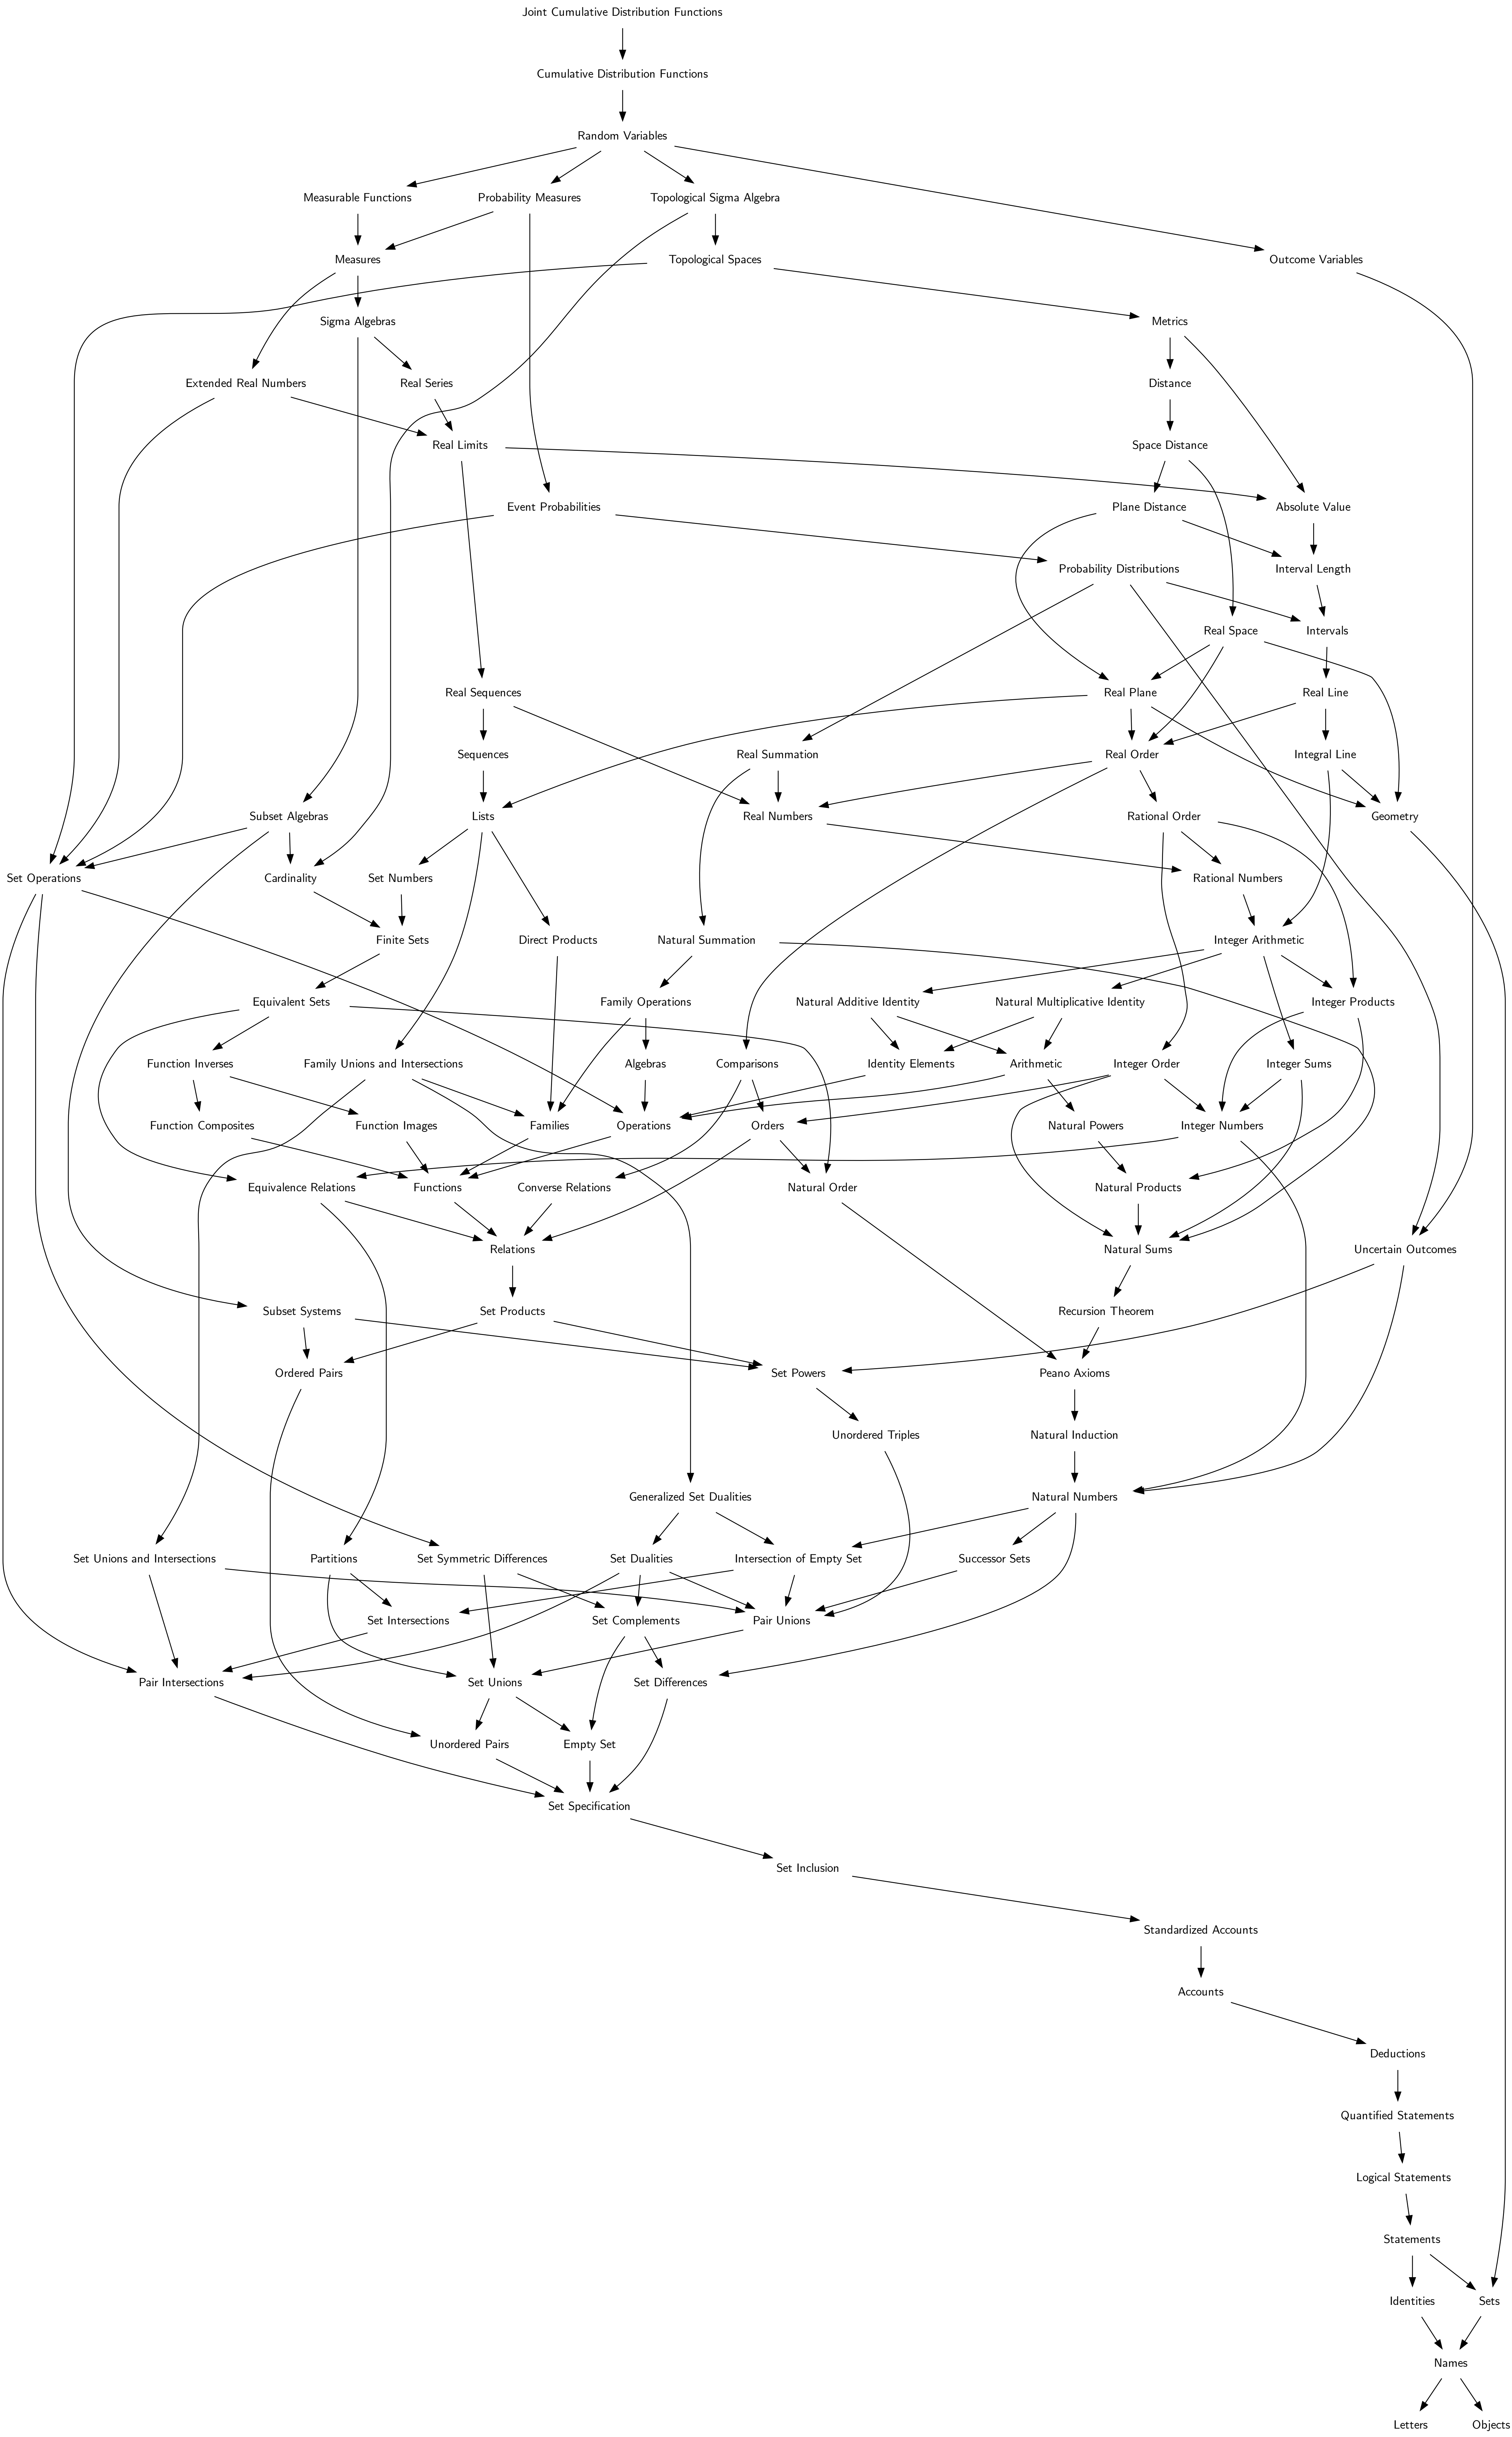 Joint Cumulative Distribution Functions
Cumulative Distribution Functions
Random Variables
Measurable Functions
Probability Measures
Topological Sigma Algebra
Measures
Topological Spaces
Outcome Variables
Sigma Algebras
Metrics
Extended Real Numbers
Real Series
Distance
Real Limits
Space Distance
Event Probabilities
Plane Distance
Absolute Value
Probability Distributions
Interval Length
Real Space
Intervals
Real Sequences
Real Plane
Real Line
Sequences
Real Summation
Real Order
Integral Line
Subset Algebras
Lists
Real Numbers
Rational Order
Geometry
Set Operations
Cardinality
Set Numbers
Rational Numbers
Finite Sets
Direct Products
Natural Summation
Integer Arithmetic
Equivalent Sets
Family Operations
Natural Additive Identity
Natural Multiplicative Identity
Integer Products
Function Inverses
Family Unions and Intersections
Algebras
Comparisons
Identity Elements
Arithmetic
Integer Order
Integer Sums
Function Composites
Function Images
Families
Operations
Orders
Natural Powers
Integer Numbers
Equivalence Relations
Functions
Converse Relations
Natural Order
Natural Products
Relations
Natural Sums
Uncertain Outcomes
Subset Systems
Set Products
Recursion Theorem
Ordered Pairs
Set Powers
Peano Axioms
Unordered Triples
Natural Induction
Generalized Set Dualities
Natural Numbers
Set Unions and Intersections
Partitions
Set Symmetric Differences
Set Dualities
Intersection of Empty Set
Successor Sets
Set Intersections
Set Complements
Pair Unions
Pair Intersections
Set Unions
Set Differences
Unordered Pairs
Empty Set
Set Specification
Set Inclusion
Standardized Accounts
Accounts
Deductions
Quantified Statements
Logical Statements
Statements
Identities
Sets
Names
Letters
Objects